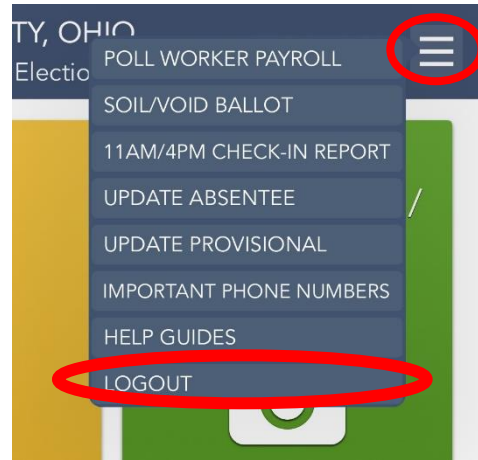 TY, OHIO
Electio
POLL WORKER PAYROLL
SOIL/VOID BALLOT
11AM/4PM CHECK-IN REPORT
UPDATE ABSENTEE
/
UPDATE PROVISIONAL
IMPORTANT PHONE NUMBERS
HELP GUIDES
LOGOUT